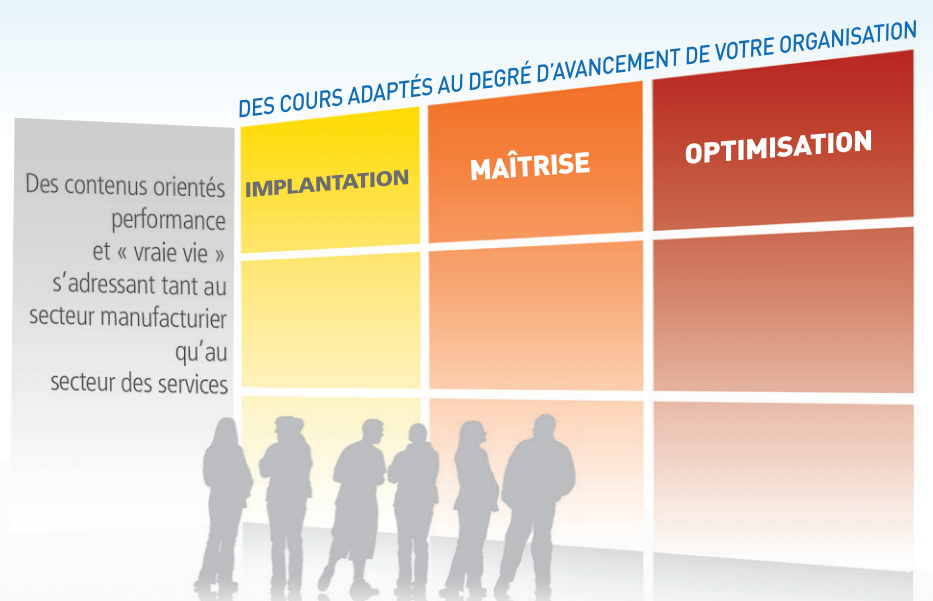 DES COURS ADAPTÉS AU DEGRÉ D'AVANCEMENT DE VOTRE ORGANISATION
Des contenus orientés
performance
et « vraie vie »
s'adressant tant au
secteur manufacturier
qu'au
secteur des services
IMPLANTATION
MAÎTRISE
OPTIMISATION